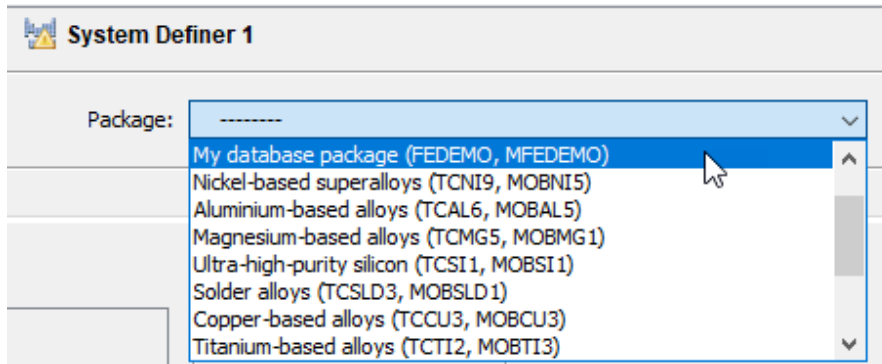 System Definer 1
Package: --------
My database package (FEDEMO, MFEDEMO)
Nickel-based superalloys (TCNI9, MOBNI5)
Aluminium-based alloys (TCAL6, MOBAL5)
Magnesium-based alloys (TCMG5, MOBMG1)
Ultra-high-purity silicon (TCSI1, MOBSI1)
Solder alloys (TCSLD3, MOBSLD1)
Copper-based alloys (TCCU3, MOBCU3)
Titanium-based alloys (TCTI2, MOBTI3)